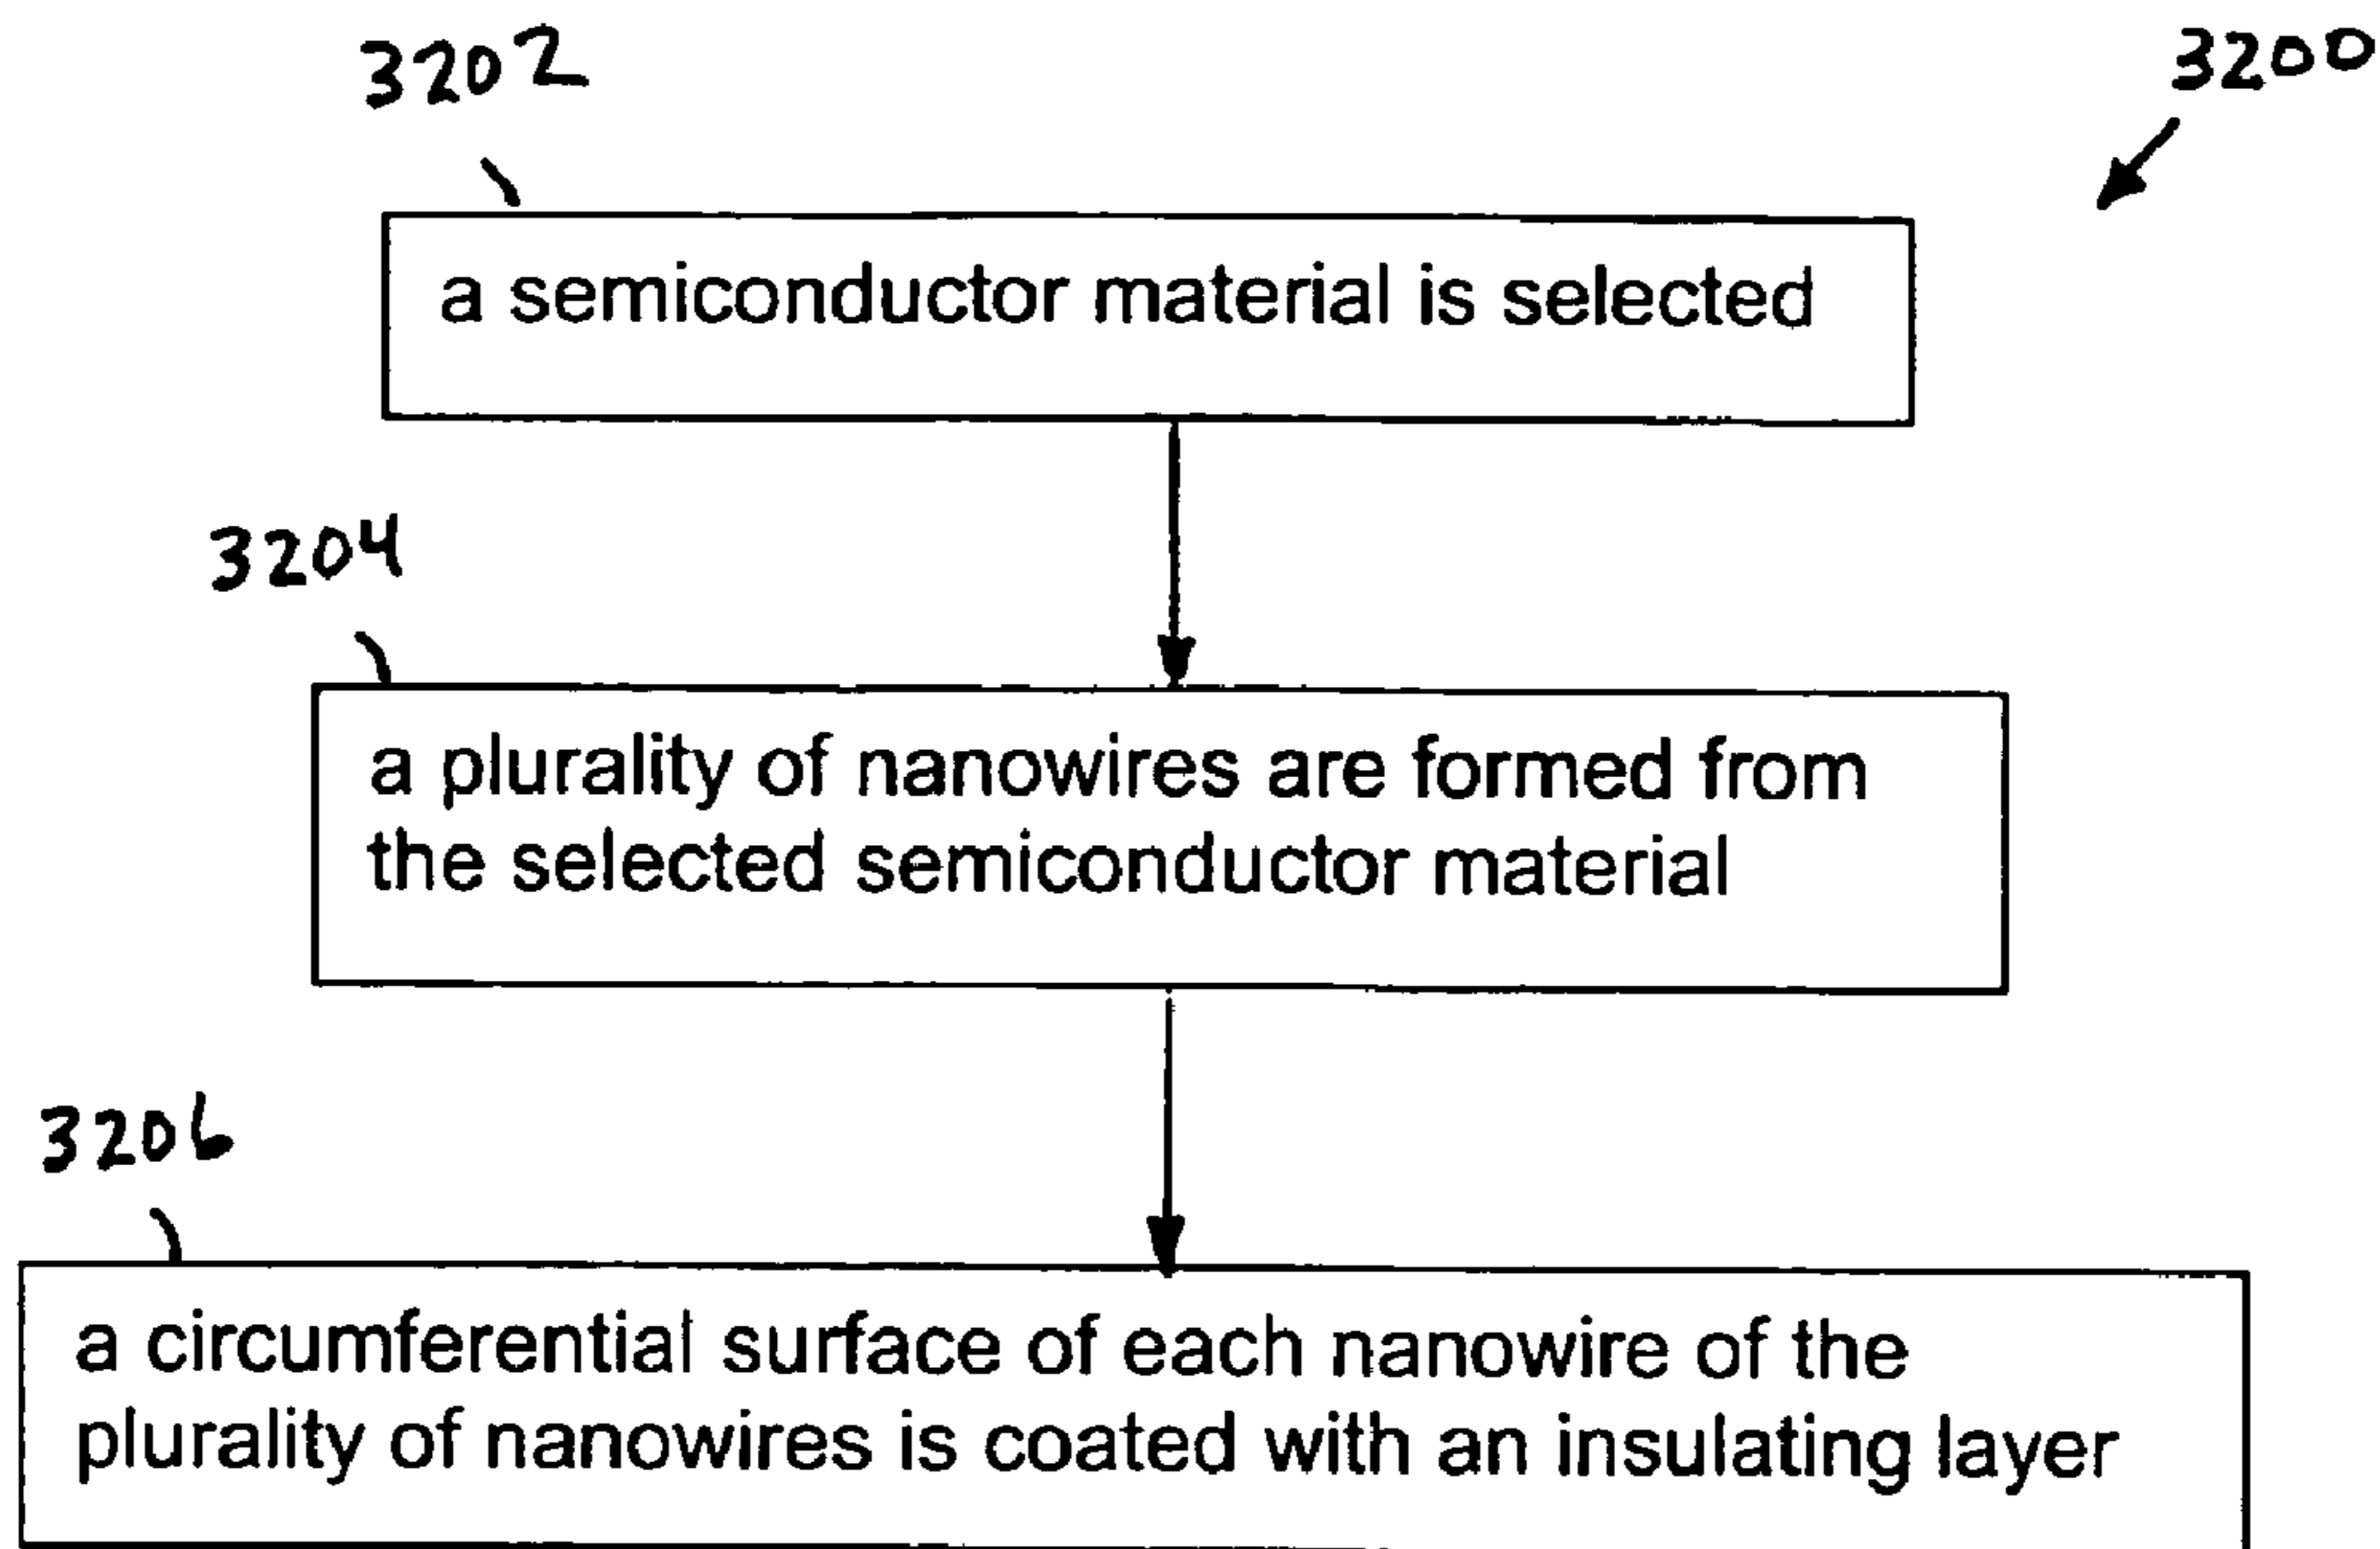 3202
3200
a semiconductor material is selected
3204
a plurality of nanowires are formed from
the selected semiconductor material
3206
a circumferential surface of each nanowire of the
plurality of nanowires is coated with an insulating layer